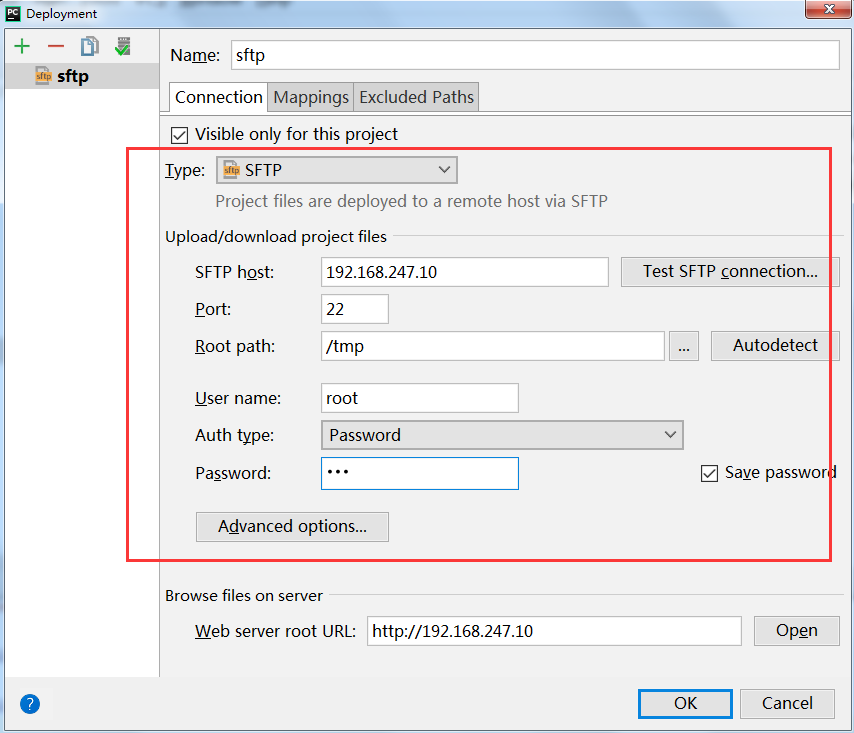 Deployment
Name: sftp
sftp sftp
Connection Mappings Excluded Paths
Visible only for this project
Type: sftp SFTP
Project files are deployed to a remote host via SFTP
Upload/download project files
SFTP host: 192.168.247.10 Test SFTP connection...
Port: 22
Root path: /tmp ... Autodetect
User name: root
Auth type: Password
Password: ••• Save password
Advanced options...
Browse files on server
Web server root URL: http://192.168.247.10 Open
? OK Cancel